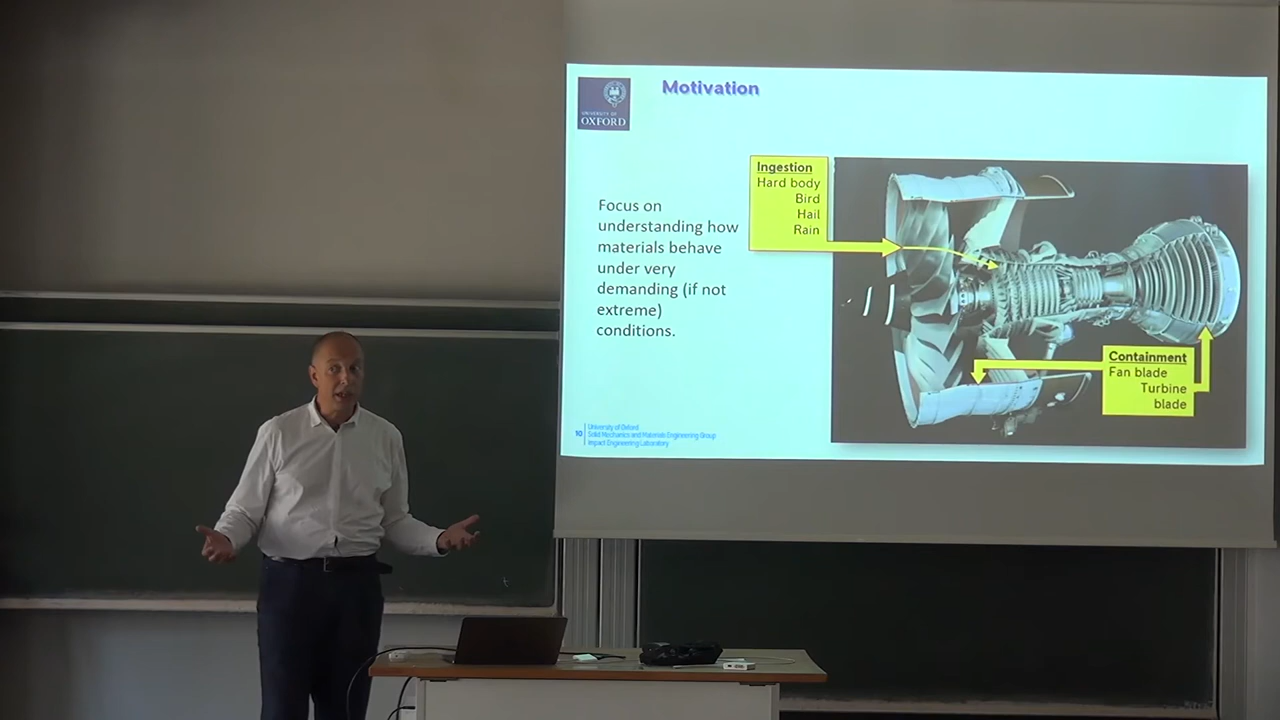 Motivation
UNIVERSITY OF
OXFORD
Ingestion
Hard body
Bird
Hail
Rain
Focus on
understanding how
materials behave
under very
demanding (if not
extreme)
conditions.
Containment
Fan blade
Turbine
blade
10
University of Oxford
Solid Mechanics and Materials Engineering Group
Impact Engineering Laboratory